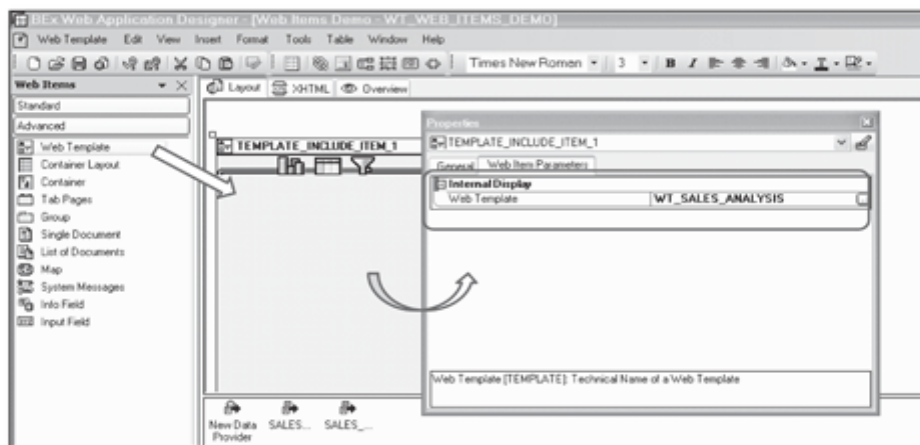 BEx Web Application Designer - [Web Items Demo - WT_WEB_ITEMS_DEMO]
Web Template Edit View Insert Format Tools Table Window Help
Times New Roman 3 B I
Web Items
Layout XHTML Overview
Standard
Advanced
Web Template
Container Layout
Container
Tab Pages
Group
Single Document
List of Documents
Map
System Messages
Info Field
Input Field
TEMPLATE_INCLUDE_ITEM_1
Properties
TEMPLATE_INCLUDE_ITEM_1
General Web Item Parameters
Internal Display
Web Template WT_SALES_ANALYSIS
Web Template [TEMPLATE]: Technical Name of a Web Template
New Data Provider
SALES...
SALES_...